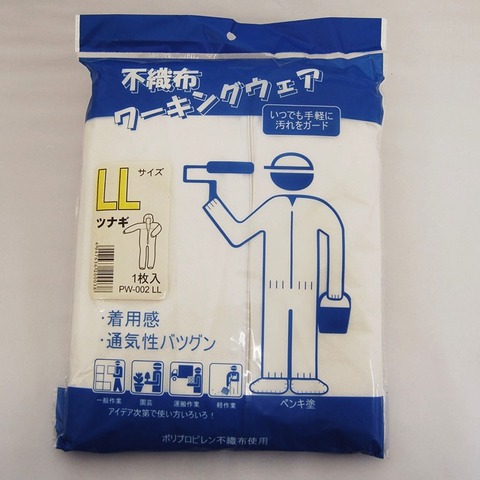 不織布
ワーキングウェア
いつでも手軽に
汚れをガード
LL サイズ
ツナギ
1枚入
PW-002 LL
・着用感
・通気性バツグン
一般作業 園芸 運搬作業 軽作業
アイデア次第で使い方いろいろ!
ペンキ塗
ポリプロピレン不織布使用